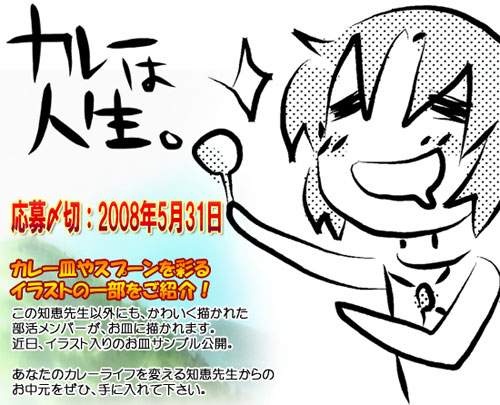 カレーは
人生。
応募〆切：2008年5月31日
カレー皿やスプーンを彩る
イラストの一部をご紹介！
この知恵先生以外にも、かわいく描かれた
部活メンバーが、お皿に描かれます。
近日、イラスト入りのお皿サンプル公開。
あなたのカレーライフを変える知恵先生からの
お中元をぜひ、手に入れて下さい。